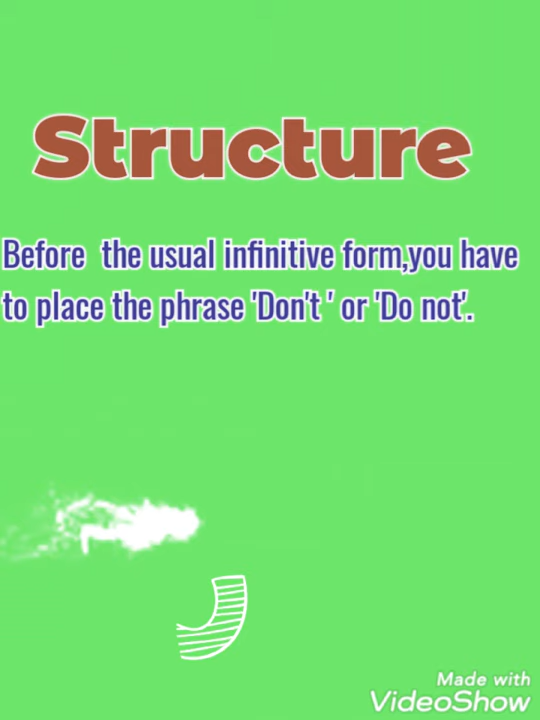 Structure
Before  the usual infinitive form,you have
to place the phrase 'Don't ' or 'Do not'.
Made with
VideoShow